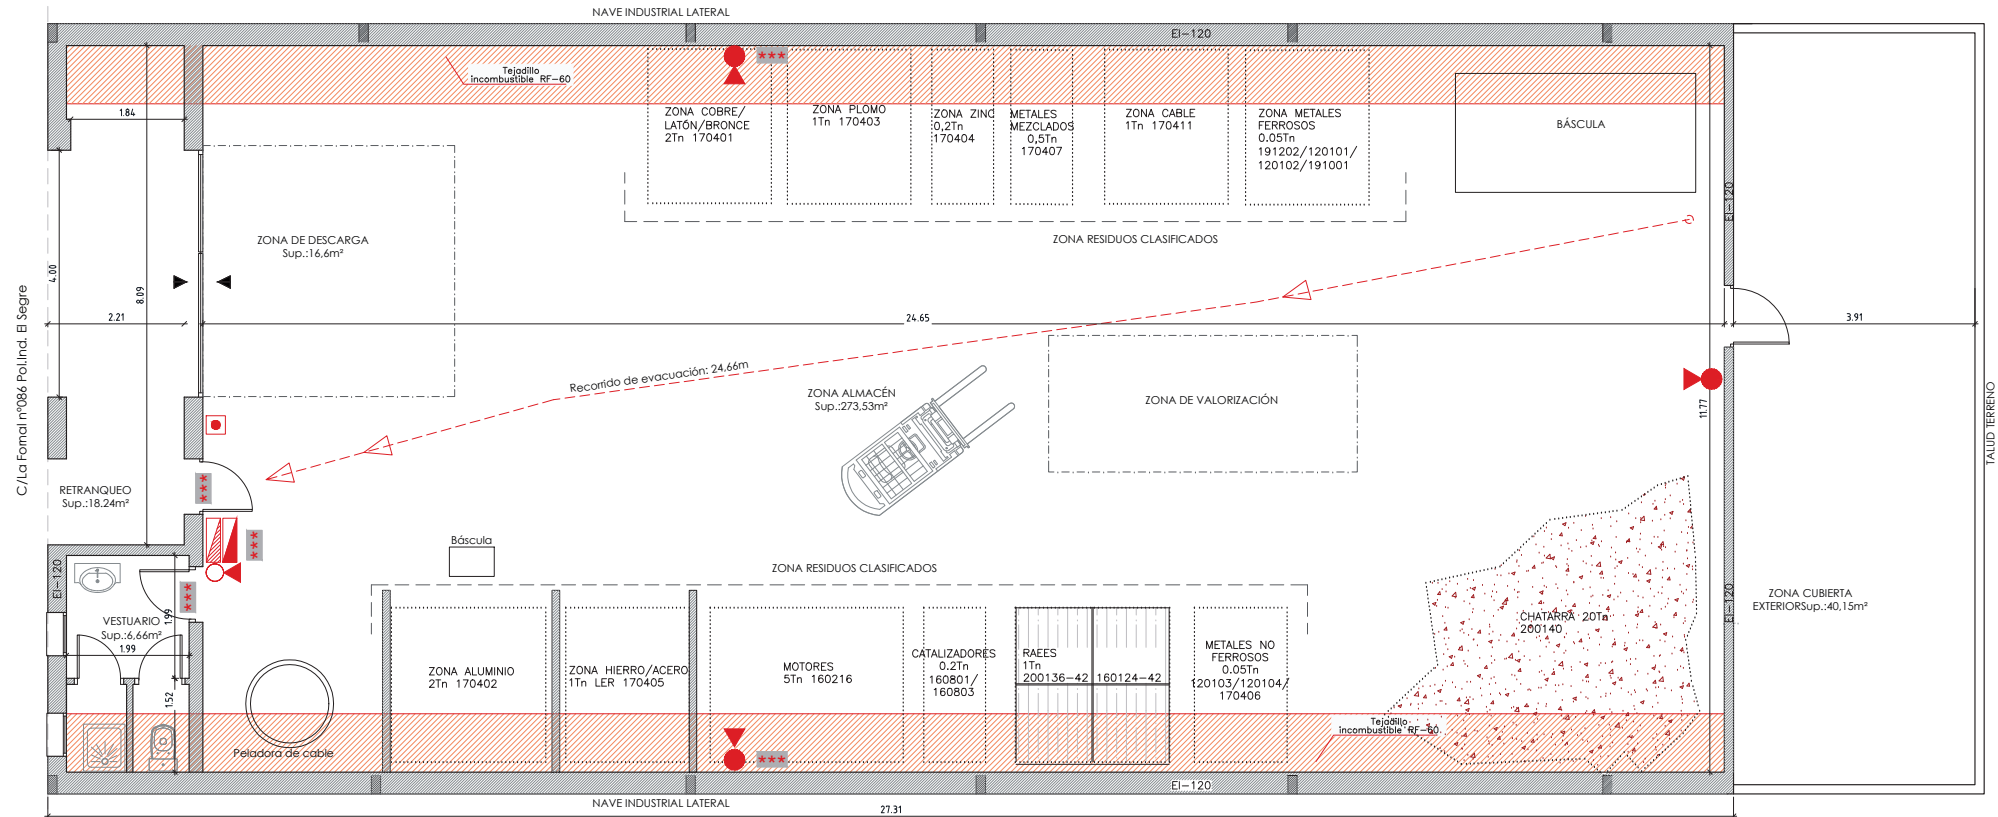 NAVE INDUSTRIAL LATERAL
EI-120
Tejadillo
incombustible RF-60
***
1.84
ZONA COBRE/
LATÓN/BRONCE
2Tn 170401
ZONA PLOMO
1Tn 170403
ZONA ZINC
0,2Tn
170404
METALES
MEZCLADOS
0,5Tn
170407
ZONA CABLE
1Tn 170411
ZONA METALES
FERROSOS
0.05Tn
191202/120101/
120102/191001
BÁSCULA
EI-120
ZONA DE DESCARGA
Sup.:16,6m²
ZONA RESIDUOS CLASIFICADOS
4.00
8.09
2.21
24.65
3.91
C/La Fornal nº086 Pol.Ind. El Segre
Recorrido de evacuación: 24,66m
ZONA ALMACÉN
Sup.:273,53m²
ZONA DE VALORIZACIÓN
11.77
TALUD TERRENO
RETRANQUEO
Sup.:18.24m²
***
***
Báscula
ZONA RESIDUOS CLASIFICADOS
EI-120
***
1.99
VESTUARIO
Sup.:6,66m²
1.99
1.52
EI-120
ZONA CUBIERTA
EXTERIORSup.:40,15m²
CHATARRA 20Tn
200140
ZONA ALUMINIO
2Tn 170402
ZONA HIERRO/ACERO
1Tn LER 170405
MOTORES
5Tn 160216
CATALIZADORES
0.2Tn
160801/
160803
RAEES
1Tn
200136-42 160124-42
METALES NO
FERROSOS
0.05Tn
120103/120104/
170406
Tejadillo
incombustible RF-60
Peladora de cable
***
EI-120
NAVE INDUSTRIAL LATERAL
27.31